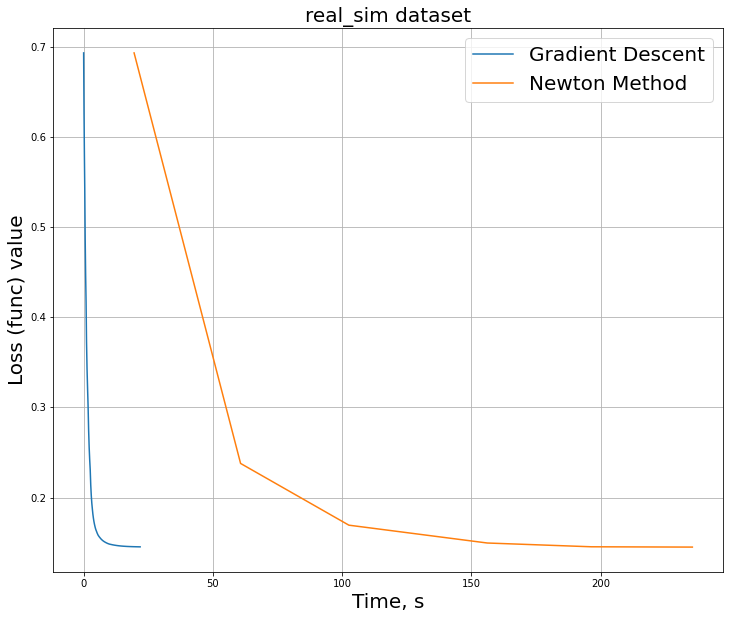 real_sim dataset
Gradient Descent
Newton Method
Loss (func) value
0.7
0.6
0.5
0.4
0.3
0.2
0
50
100
150
200
Time, s